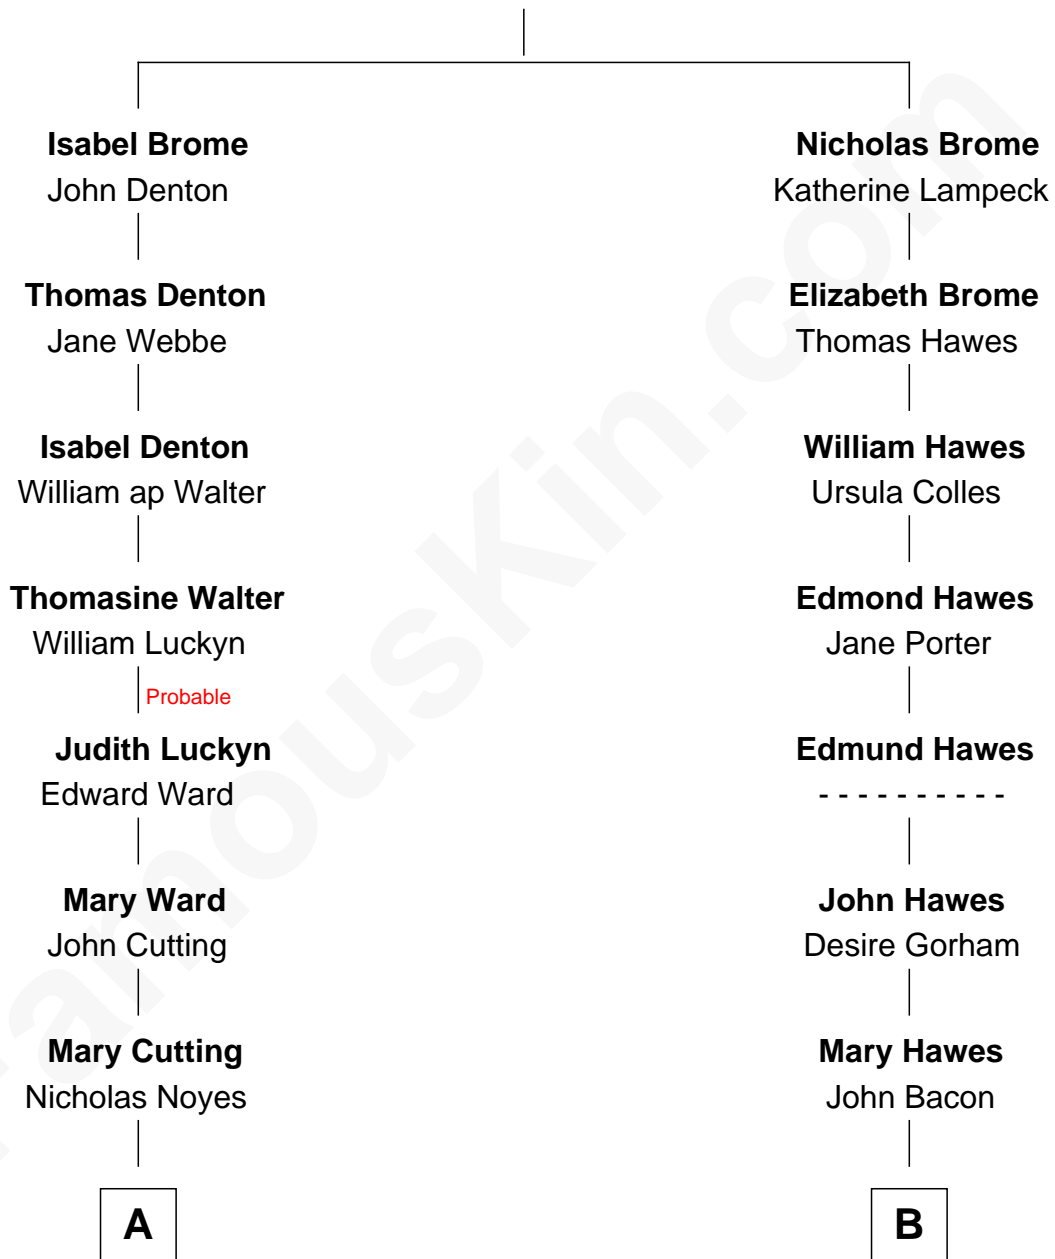 Isabel Brome
John Denton
Nicholas Brome
Katherine Lampeck
Thomas Denton
Jane Webbe
Elizabeth Brome
Thomas Hawes
Isabel Denton
William ap Walter
William Hawes
Ursula Colles
Thomasine Walter
William Luckyn
Edmond Hawes
Jane Porter
Probable
Judith Luckyn
Edward Ward
Edmund Hawes
- - - - - - - - - -
Mary Ward
John Cutting
John Hawes
Desire Gorham
Mary Cutting
Nicholas Noyes
Mary Hawes
John Bacon
A
B
FamousKin.com